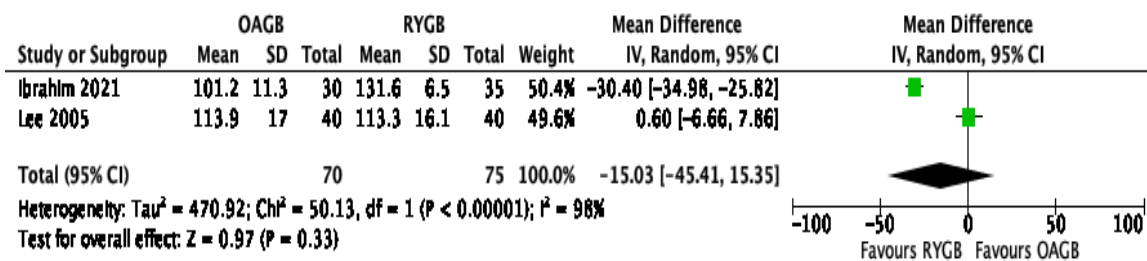 OAGB RYGB Mean Difference Mean Difference
Study or Subgroup Mean SD Total Mean SD Total Weight IV, Random, 95% CI IV, Random, 95% CI
Ibrahim 2021 101.2 11.3 30 131.6 6.5 35 50.4% −30.40 [−34.98, −25.82]
Lee 2005 113.9 17 40 113.3 16.1 40 49.6% 0.60 [−6.66, 7.86]
Total (95% CI) 70 75 100.0% −15.03 [−45.41, 15.35]
Heterogeneity: Tau² = 470.92; Chi² = 50.13, df = 1 (P < 0.00001); I² = 98%
Test for overall effect: Z = 0.97 (P = 0.33)
−100 −50 0 50 100
Favours RYGB Favours OAGB